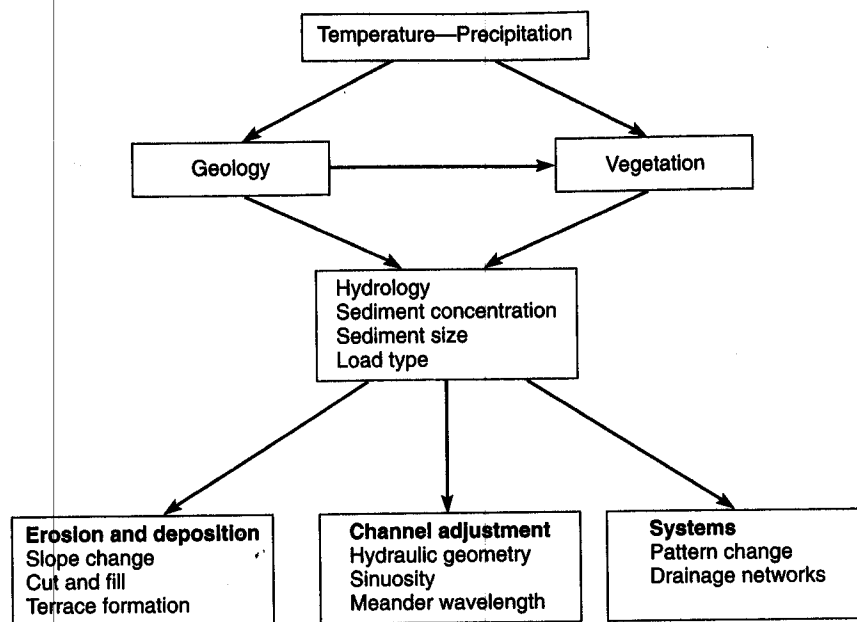 Temperature—Precipitation
Geology
Vegetation
Hydrology
Sediment concentration
Sediment size
Load type
Erosion and deposition
Slope change
Cut and fill
Terrace formation
Channel adjustment
Hydraulic geometry
Sinuosity
Meander wavelength
Systems
Pattern change
Drainage networks